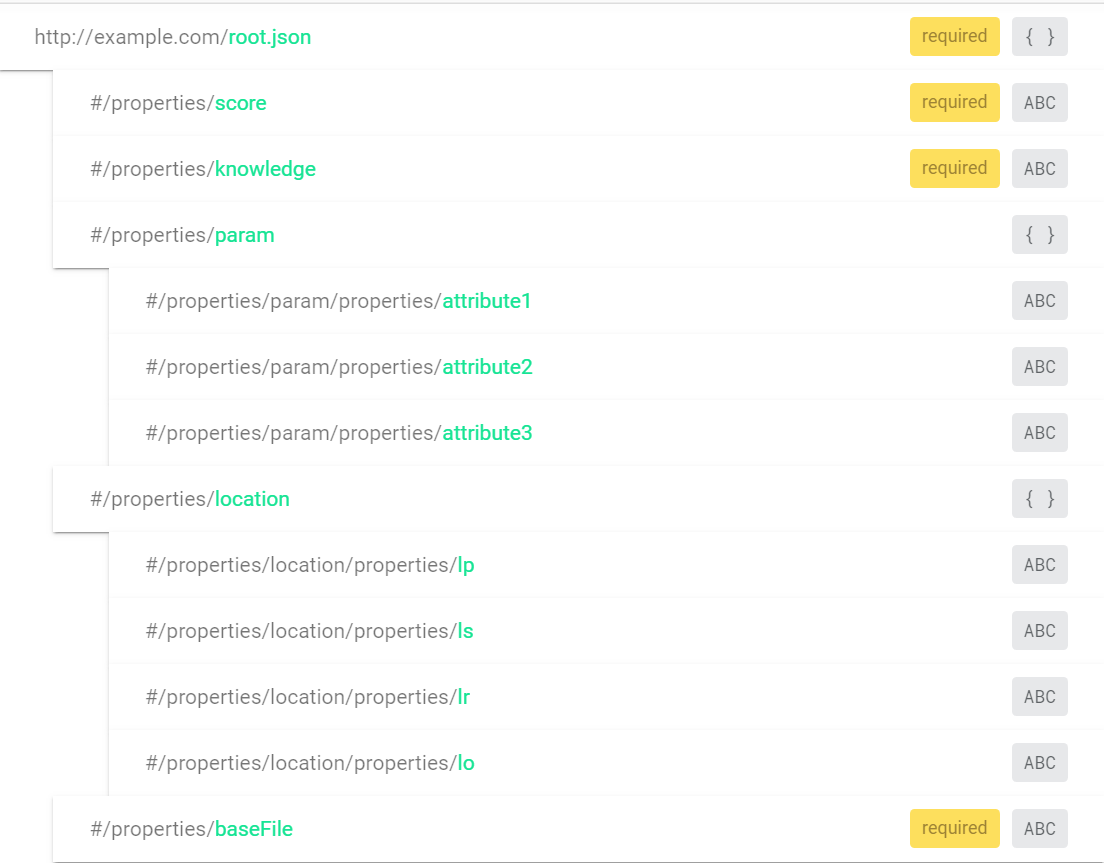 http://example.com/root.json required { }
#/properties/score required ABC
#/properties/knowledge required ABC
#/properties/param { }
#/properties/param/properties/attribute1 ABC
#/properties/param/properties/attribute2 ABC
#/properties/param/properties/attribute3 ABC
#/properties/location { }
#/properties/location/properties/lp ABC
#/properties/location/properties/ls ABC
#/properties/location/properties/lr ABC
#/properties/location/properties/lo ABC
#/properties/baseFile required ABC